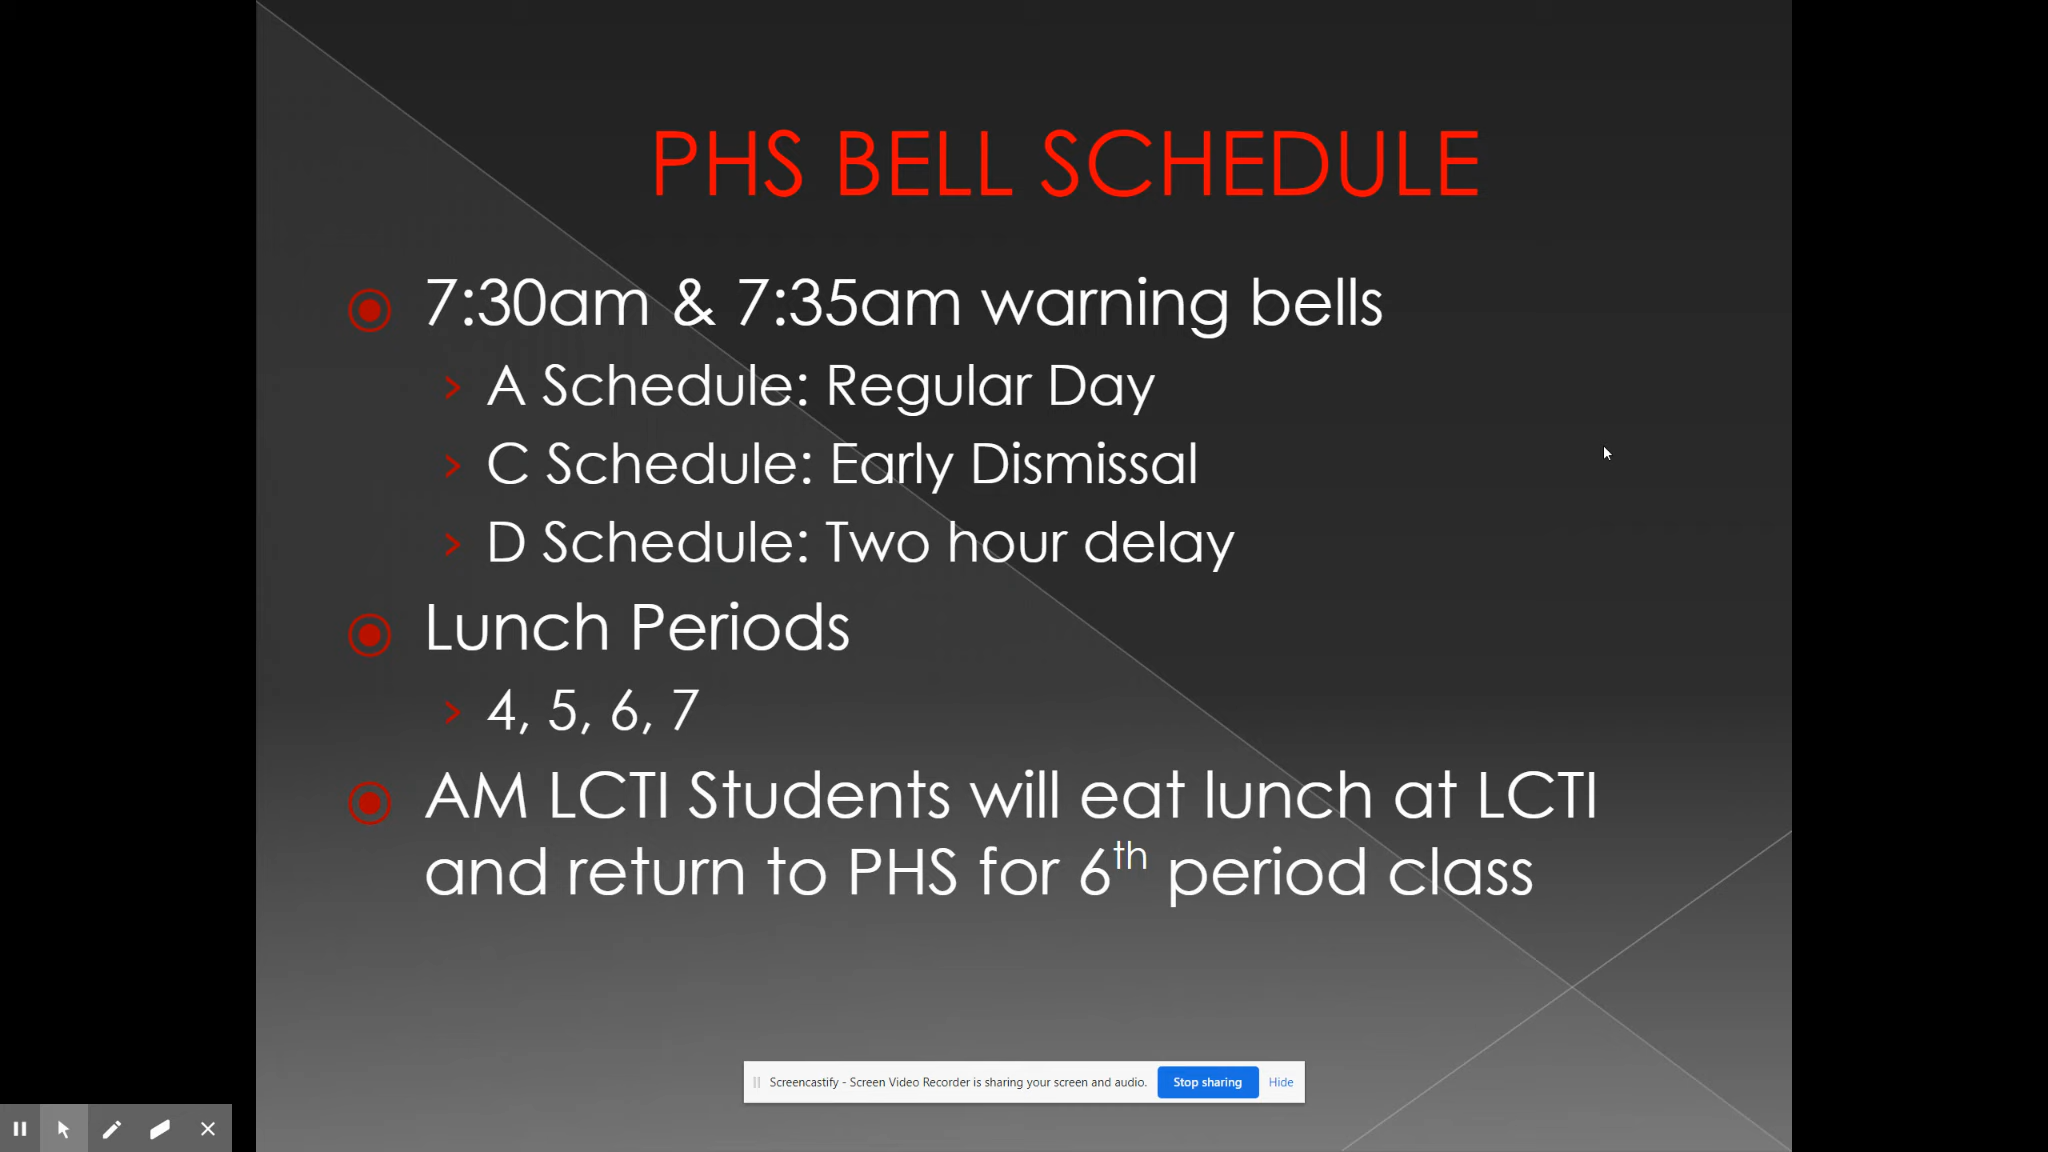 PHS BELL SCHEDULE
7:30am & 7:35am warning bells
A Schedule: Regular Day
C Schedule: Early Dismissal
D Schedule: Two hour delay
Lunch Periods
4, 5, 6, 7
AM LCTI Students will eat lunch at LCTI
and return to PHS for 6th period class
Screencastify - Screen Video Recorder is sharing your screen and audio. Stop sharing Hide